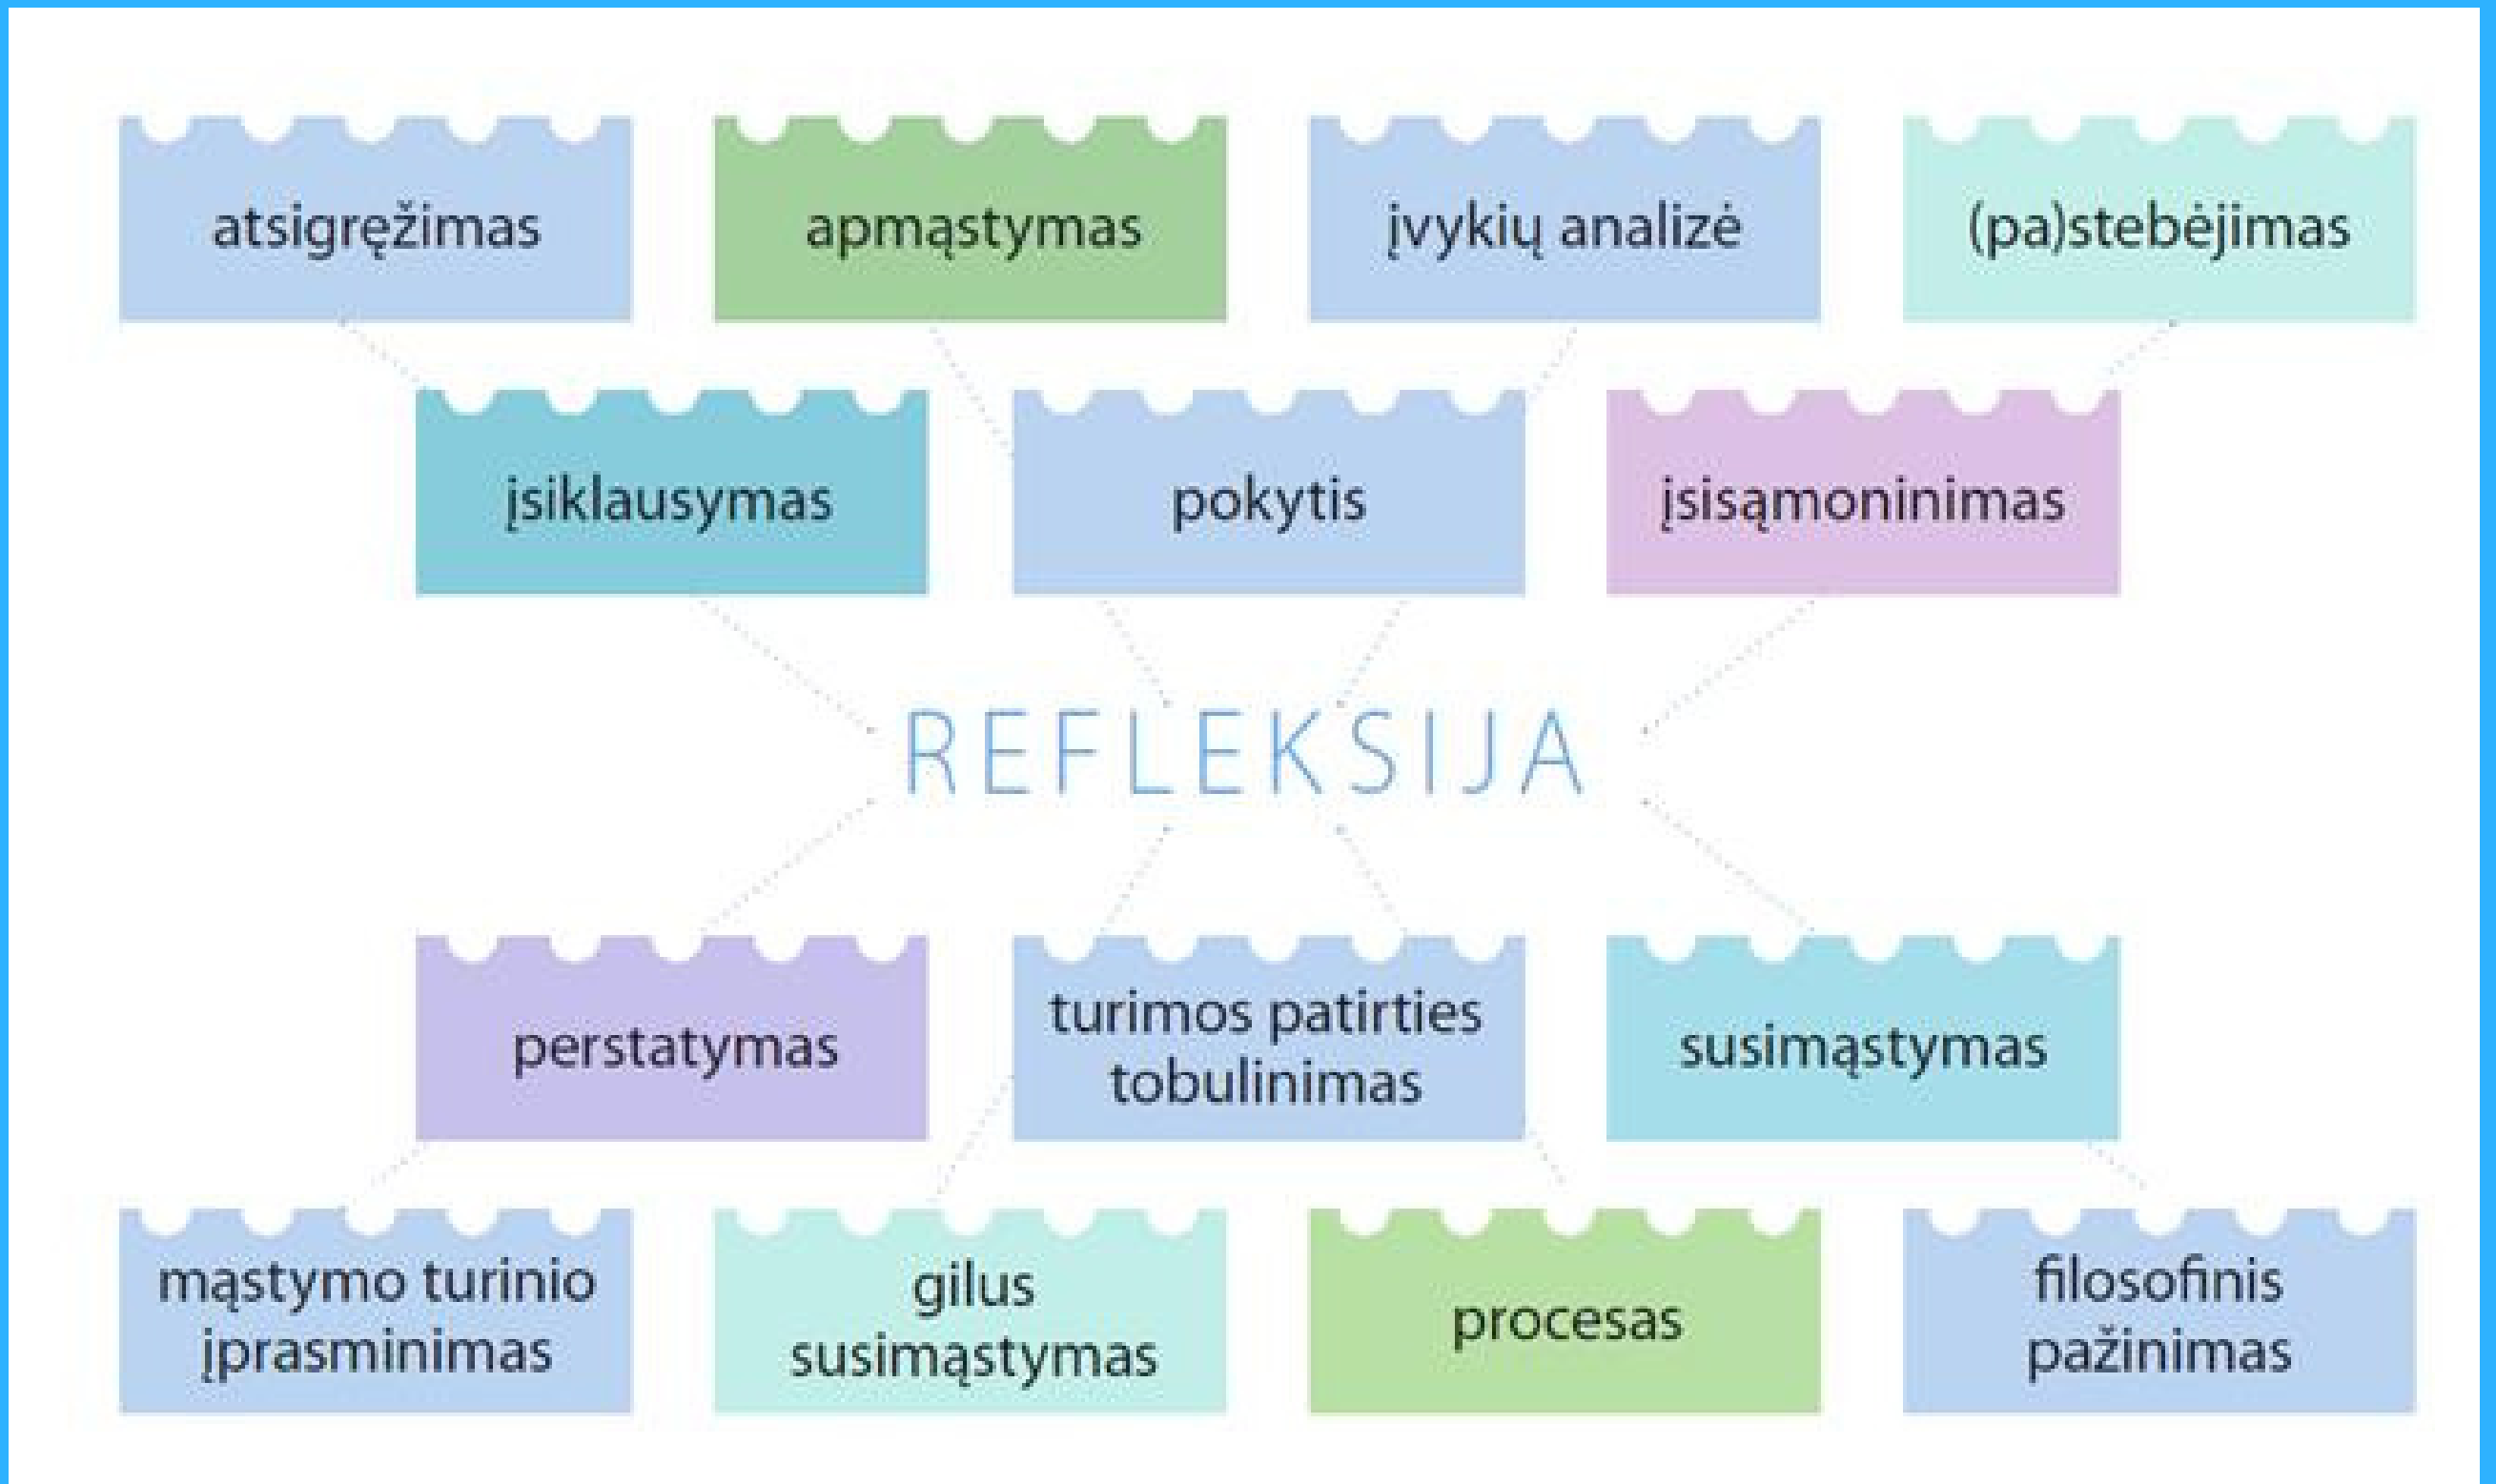 atsigręžimas
apmąstymas
įvykių analizė
(pa)stebėjimas
įsiklausymas
pokytis
įsisąmoninimas
REFLEKSIJA
perstatymas
turimos patirties
tobulinimas
susimąstymas
mąstymo turinio
įprasminimas
gilus
susimąstymas
procesas
filosofinis
pažinimas